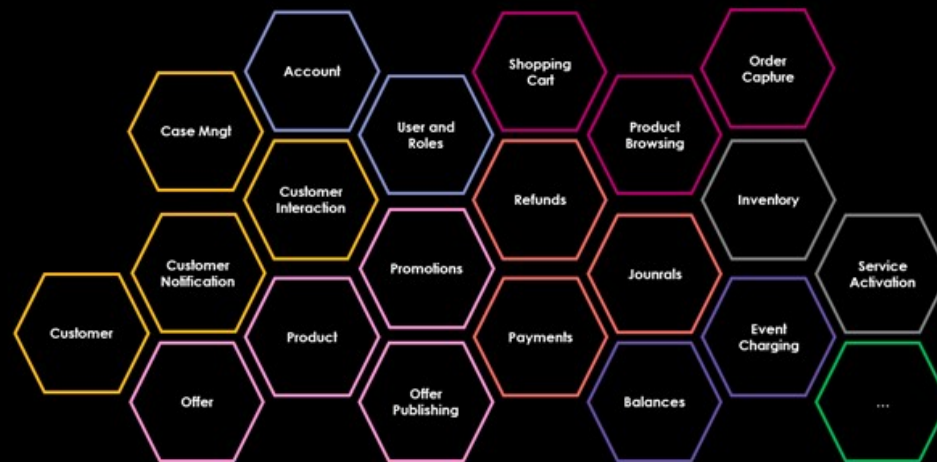 Account
Shopping
Cart
Order
Capture
Case Mngt
User and
Roles
Product
Browsing
Customer
Interaction
Refunds
Inventory
Customer
Notification
Promotions
Jounrals
Service
Activation
Customer
Product
Payments
Event
Charging
Offer
Offer
Publishing
Balances
...